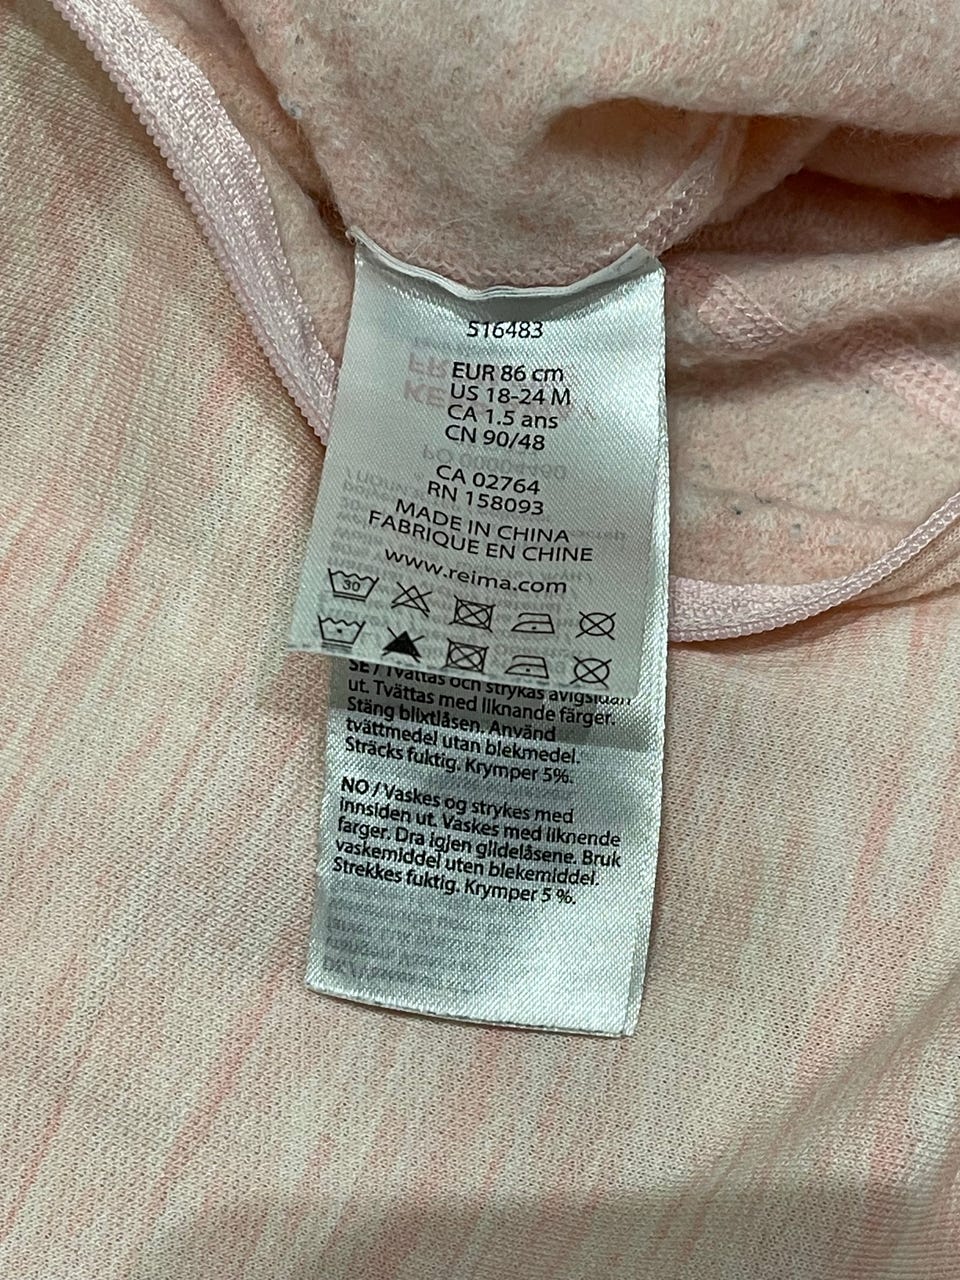 516483
EUR 86 cm
US 18-24 M
CA 1.5 ans
CN 90/48
CA 02764
RN 158093
MADE IN CHINA
FABRIQUE EN CHINE
www.reima.com
30
SE / Tvättas och strykas avigsidan
ut. Tvättas med liknande färger.
Stäng blixtlåsen. Använd
tvättmedel utan blekmedel.
Sträcks fuktig. Krymper 5%.
NO / Vaskes og strykes med
innsiden ut. Vaskes med liknende
farger. Dra igjen glidelåsene. Bruk
vaskemiddel uten blekemiddel.
Strekkes fuktig. Krymper 5 %.